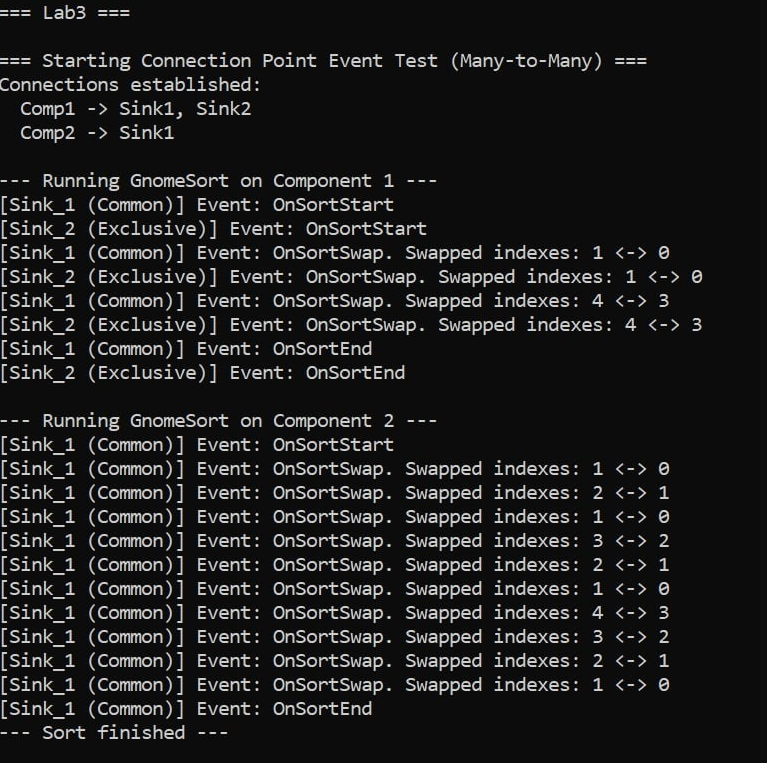 === Lab3 ===
=== Starting Connection Point Event Test (Many-to-Many) ===
Connections established:
  Comp1 -> Sink1, Sink2
  Comp2 -> Sink1
--- Running GnomeSort on Component 1 ---
[Sink_1 (Common)] Event: OnSortStart
[Sink_2 (Exclusive)] Event: OnSortStart
[Sink_1 (Common)] Event: OnSortSwap. Swapped indexes: 1 <-> 0
[Sink_2 (Exclusive)] Event: OnSortSwap. Swapped indexes: 1 <-> 0
[Sink_1 (Common)] Event: OnSortSwap. Swapped indexes: 4 <-> 3
[Sink_2 (Exclusive)] Event: OnSortSwap. Swapped indexes: 4 <-> 3
[Sink_1 (Common)] Event: OnSortEnd
[Sink_2 (Exclusive)] Event: OnSortEnd
--- Running GnomeSort on Component 2 ---
[Sink_1 (Common)] Event: OnSortStart
[Sink_1 (Common)] Event: OnSortSwap. Swapped indexes: 1 <-> 0
[Sink_1 (Common)] Event: OnSortSwap. Swapped indexes: 2 <-> 1
[Sink_1 (Common)] Event: OnSortSwap. Swapped indexes: 1 <-> 0
[Sink_1 (Common)] Event: OnSortSwap. Swapped indexes: 3 <-> 2
[Sink_1 (Common)] Event: OnSortSwap. Swapped indexes: 2 <-> 1
[Sink_1 (Common)] Event: OnSortSwap. Swapped indexes: 1 <-> 0
[Sink_1 (Common)] Event: OnSortSwap. Swapped indexes: 4 <-> 3
[Sink_1 (Common)] Event: OnSortSwap. Swapped indexes: 3 <-> 2
[Sink_1 (Common)] Event: OnSortSwap. Swapped indexes: 2 <-> 1
[Sink_1 (Common)] Event: OnSortSwap. Swapped indexes: 1 <-> 0
[Sink_1 (Common)] Event: OnSortEnd
--- Sort finished ---